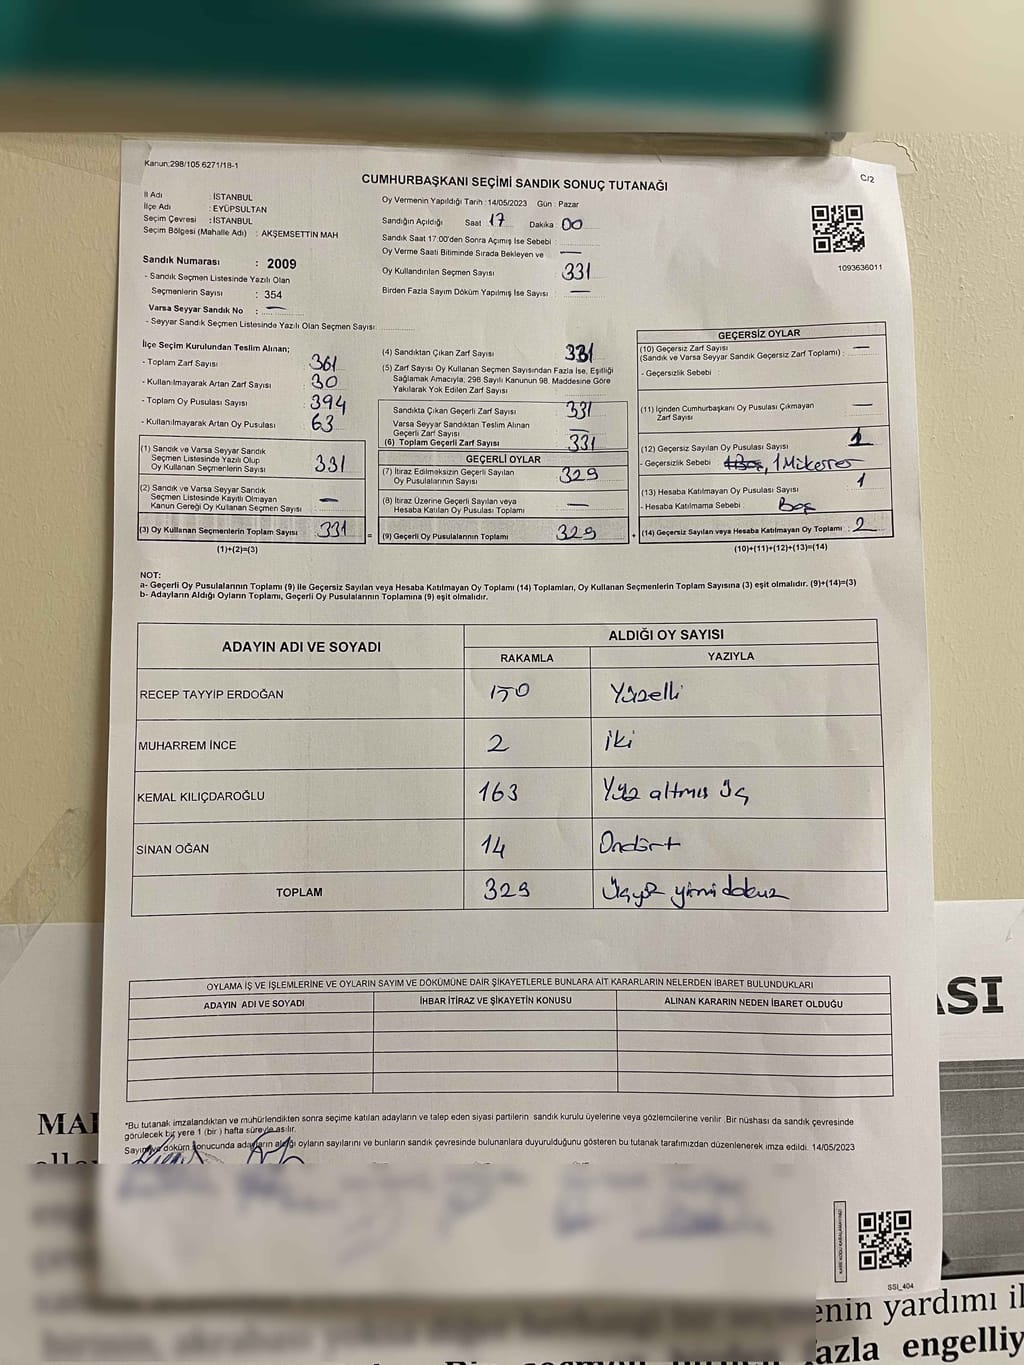 Kanun;298/105 6271/18-1
C/2
CUMHURBAŞKANI SEÇİMİ SANDIK SONUÇ TUTANAĞI
İl Adı : İSTANBUL
İlçe Adı : EYÜPSULTAN
Seçim Çevresi : İSTANBUL
Seçim Bölgesi (Mahalle Adı) : AKŞEMSETTİN MAH
Sandık Numarası : 2009
- Sandık Seçmen Listesinde Yazılı Olan
Seçmenlerin Sayısı : 354
Varsa Seyyar Sandık No : —
- Seyyar Sandık Seçmen Listesinde Yazılı Olan Seçmen Sayısı:
Oy Vermenin Yapıldığı Tarih : 14/05/2023 Gün : Pazar
Sandığın Açıldığı Saat 17 Dakika : 00
Sandık Saat 17:00'den Sonra Açımış İse Sebebi :
Oy Verme Saati Bitiminde Sırada Bekleyen ve —
Oy Kullandırılan Seçmen Sayısı 331
Birden Fazla Sayım Döküm Yapılmış İse Sayısı : —
1093636011
İlçe Seçim Kurulundan Teslim Alınan;
- Toplam Zarf Sayısı : 361
- Kullanılmayarak Artan Zarf Sayısı : 30
- Toplam Oy Pusulası Sayısı : 394
- Kullanılmayarak Artan Oy Pusulası : 63
(1) Sandık ve Varsa Seyyar Sandık
Seçmen Listesinde Yazılı Olup
Oy Kullanan Seçmenlerin Sayısı : 331
(2) Sandık ve Varsa Seyyar Sandık
Seçmen Listesinde Kayıtlı Olmayan
Kanun Gereği Oy Kullanan Seçmen Sayısı : —
(3) Oy Kullanan Seçmenlerin Toplam Sayısı : 331
(1)+(2)=(3)
=
(4) Sandıktan Çıkan Zarf Sayısı : 331
(5) Zarf Sayısı Oy Kullanan Seçmen Sayısından Fazla İse, Eşitliği
Sağlamak Amacıyla, 298 Sayılı Kanunun 98. Maddesine Göre
Yakılarak Yok Edilen Zarf Sayısı :
Sandıkta Çıkan Geçerli Zarf Sayısı : 331
Varsa Seyyar Sandıktan Teslim Alınan
Geçerli Zarf Sayısı : —
(6) Toplam Geçerli Zarf Sayısı : 331
GEÇERLİ OYLAR
(7) İtiraz Edilmeksizin Geçerli Sayılan
Oy Pusulalarının Sayısı : 329
(8) İtiraz Üzerine Geçerli Sayılan veya
Hesaba Katılan Oy Pusulaları Toplamı : —
(9) Geçerli Oy Pusulalarının Toplamı : 329
+
GEÇERSİZ OYLAR
(10) Geçersiz Zarf Sayısı —
(Sandık ve Varsa Seyyar Sandık Geçersiz Zarf Toplamı) :
- Geçersizlik Sebebi :
(11) İçinden Cumhurbaşkanı Oy Pusulası Çıkmayan —
Zarf Sayısı
(12) Geçersiz Sayılan Oy Pusulası Sayısı 1
- Geçersizlik Sebebi : 1 Boş, 1 Mükerrer
(13) Hesaba Katılmayan Oy Pusulası Sayısı 1
- Hesaba Katılmama Sebebi : Boş
(14) Geçersiz Sayılan veya Hesaba Katılmayan Oy Toplamı : 2
(10)+(11)+(12)+(13)=(14)
NOT:
a- Geçerli Oy Pusulalarının Toplamı (9) ile Geçersiz Sayılan veya Hesaba Katılmayan Oy Toplamı (14) Toplamları, Oy Kullanan Seçmenlerin Toplam Sayısına (3) eşit olmalıdır. (9)+(14)=(3)
b- Adayların Aldığı Oyların Toplamı, Geçerli Oy Pusulalarının Toplamına (9) eşit olmalıdır.
ADAYIN ADI VE SOYADI ALDIĞI OY SAYISI
RAKAMLA YAZIYLA
RECEP TAYYİP ERDOĞAN 150 Yüzelli
MUHARREM İNCE 2 iki
KEMAL KILIÇDAROĞLU 163 Yüz altmış üç
SİNAN OĞAN 14 Ondört
TOPLAM 329 Üçyüz yirmi dokuz
OYLAMA İŞ VE İŞLEMLERİNE VE OYLARIN SAYIM VE DÖKÜMÜNE DAİR ŞİKAYETLERLE BUNLARA AİT KARARLARIN NELERDEN İBARET BULUNDUKLARI
ADAYIN ADI VE SOYADI İHBAR İTİRAZ VE ŞİKAYETİN KONUSU ALINAN KARARIN NEDEN İBARET OLDUĞU
*Bu tutanak imzalandıktan ve mühürlendikten sonra seçime katılan adayların ve talep eden siyasi partilerin sandık kurulu üyelerine veya gözlemcilerine verilir. Bir nüshası da sandık çevresinde
görülecek bir yere 1 (bir) hafta süreyle asılır.
Sayım ve döküm sonucunda adayların aldığı oyların sayılarını ve bunların sandık çevresinde bulunanlara duyurulduğunu gösteren bu tutanak tarafımızdan düzenlenerek imza edildi. 14/05/2023
SSI_404
ASI
MAH
enin yardımı il
azla engelliy